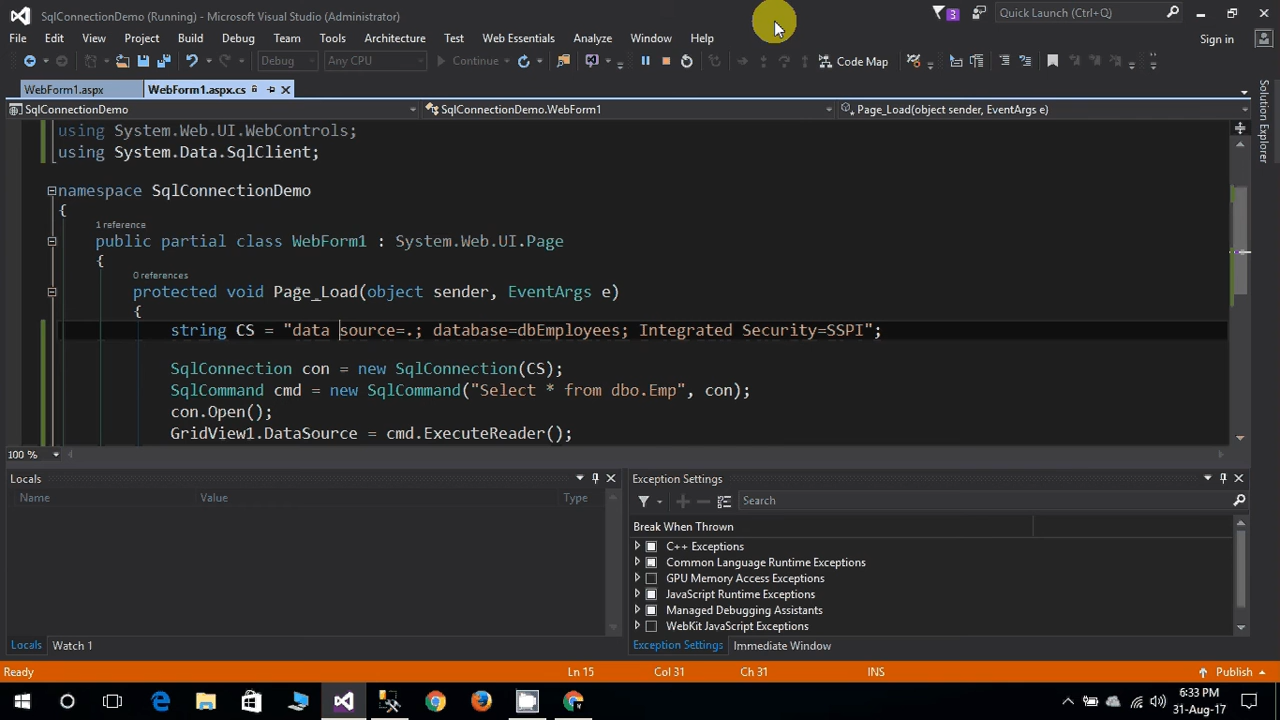 SqlConnectionDemo (Running) - Microsoft Visual Studio (Administrator)
3
Quick Launch (Ctrl+Q)
File Edit View Project Build Debug Team Tools Architecture Test Web Essentials Analyze Window Help
Sign in
Debug Any CPU Continue Code Map
WebForm1.aspx WebForm1.aspx.cs
SqlConnectionDemo SqlConnectionDemo.WebForm1 Page_Load(object sender, EventArgs e)
Solution Explorer
using System.Web.UI.WebControls;
using System.Data.SqlClient;
namespace SqlConnectionDemo
{
1 reference
public partial class WebForm1 : System.Web.UI.Page
{
0 references
protected void Page_Load(object sender, EventArgs e)
{
string CS = "data source=.; database=dbEmployees; Integrated Security=SSPI";
SqlConnection con = new SqlConnection(CS);
SqlCommand cmd = new SqlCommand("Select * from dbo.Emp", con);
con.Open();
GridView1.DataSource = cmd.ExecuteReader();
100 %
Locals
Name Value Type
Locals Watch 1
Exception Settings
Search
Break When Thrown
C++ Exceptions
Common Language Runtime Exceptions
GPU Memory Access Exceptions
JavaScript Runtime Exceptions
Managed Debugging Assistants
WebKit JavaScript Exceptions
Exception Settings Immediate Window
Ready Ln 15 Col 31 Ch 31 INS Publish
6:33 PM
31-Aug-17